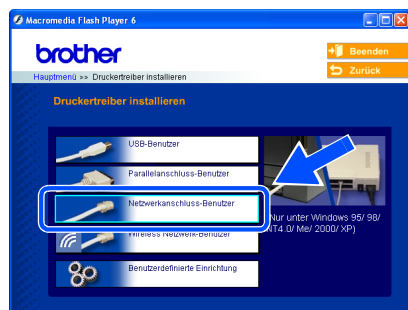 Macromedia Flash Player 6
brother
Beenden
Zurück
Hauptmenü >> Druckertreiber installieren
Druckertreiber installieren
USB-Benutzer
Parallelanschluss-Benutzer
Netzwerkanschluss-Benutzer
Wireless Netzwerk-Benutzer
Benutzerdefinierte Einrichtung
(Nur unter Windows 95/ 98/
NT4.0/ Me/ 2000/ XP)